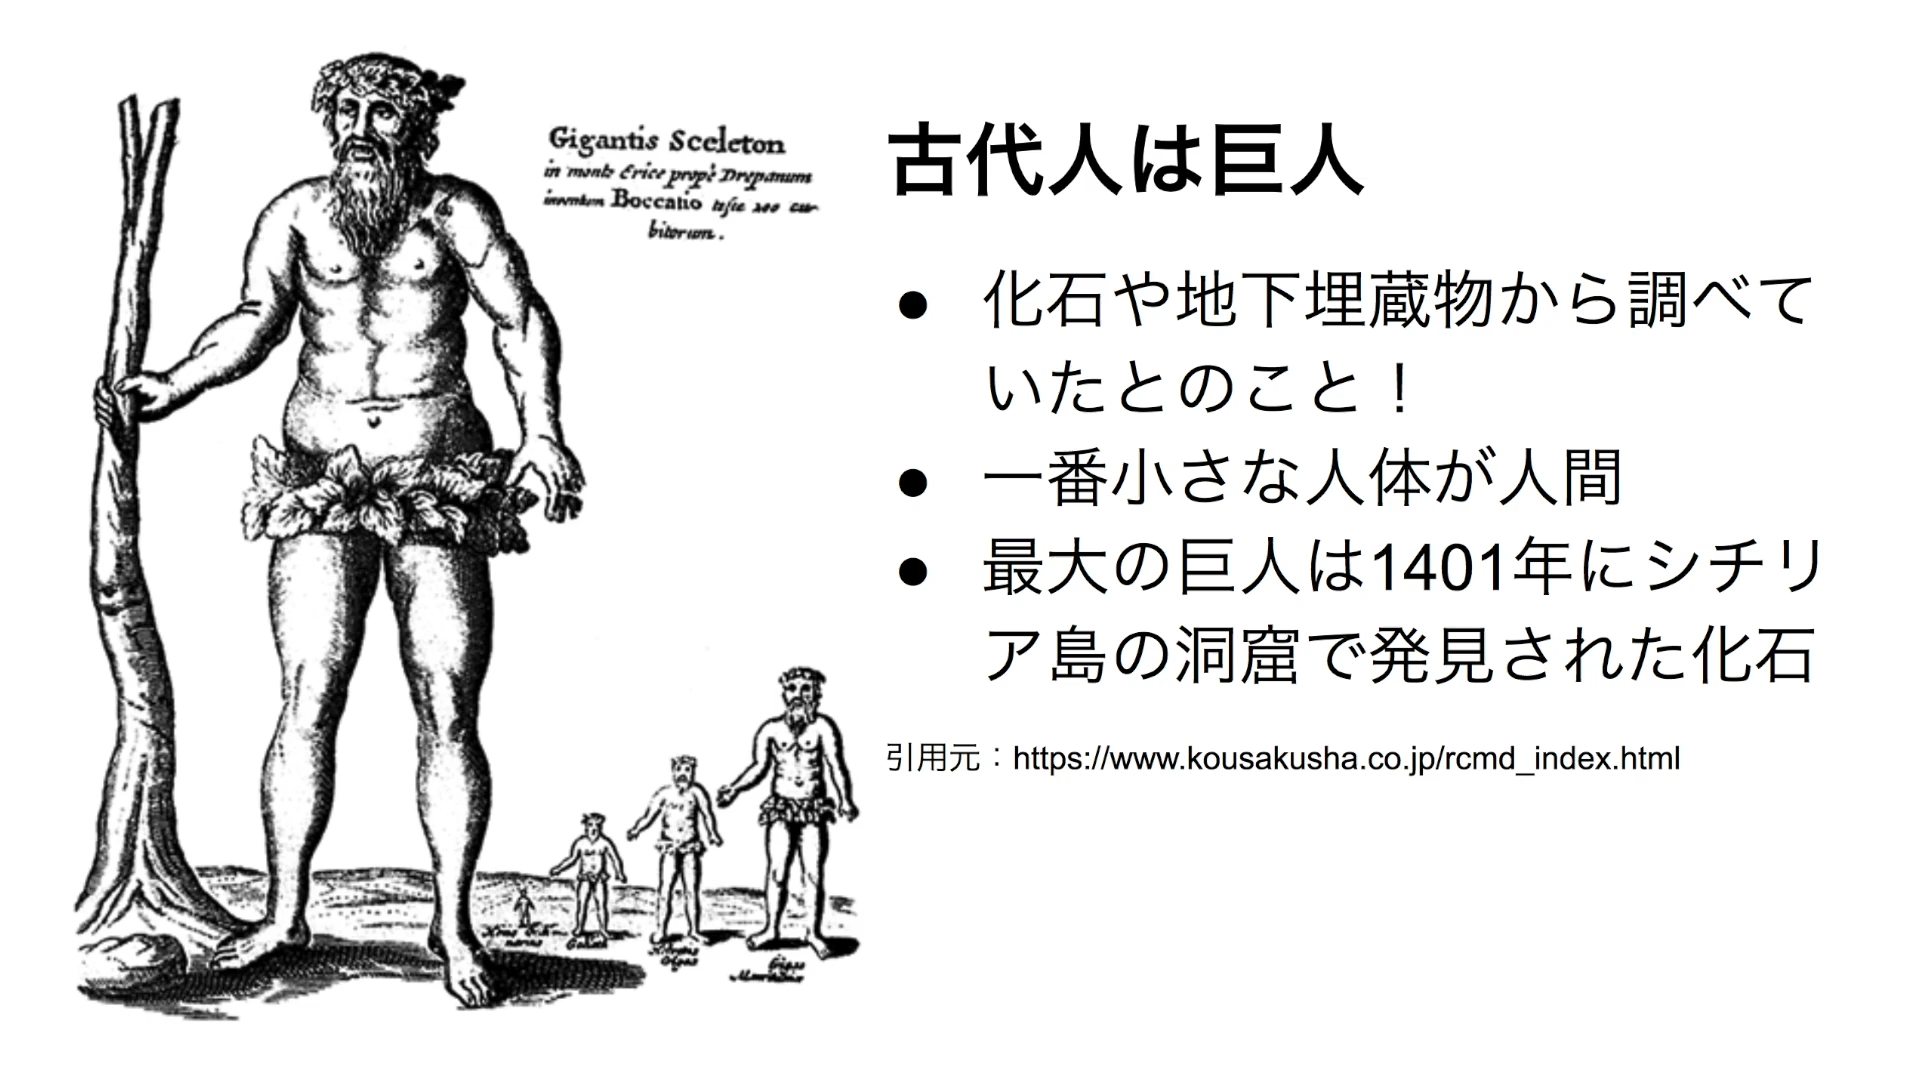 Gigantis Sceleton
in monte Erice propè Drepanum
inventum Boccatio 200 cu-
bitorum.
古代人は巨人
● 化石や地下埋蔵物から調べて
いたとのこと！
● 一番小さな人体が人間
● 最大の巨人は1401年にシチリ
ア島の洞窟で発見された化石
引用元：https://www.kousakusha.co.jp/rcmd_index.html